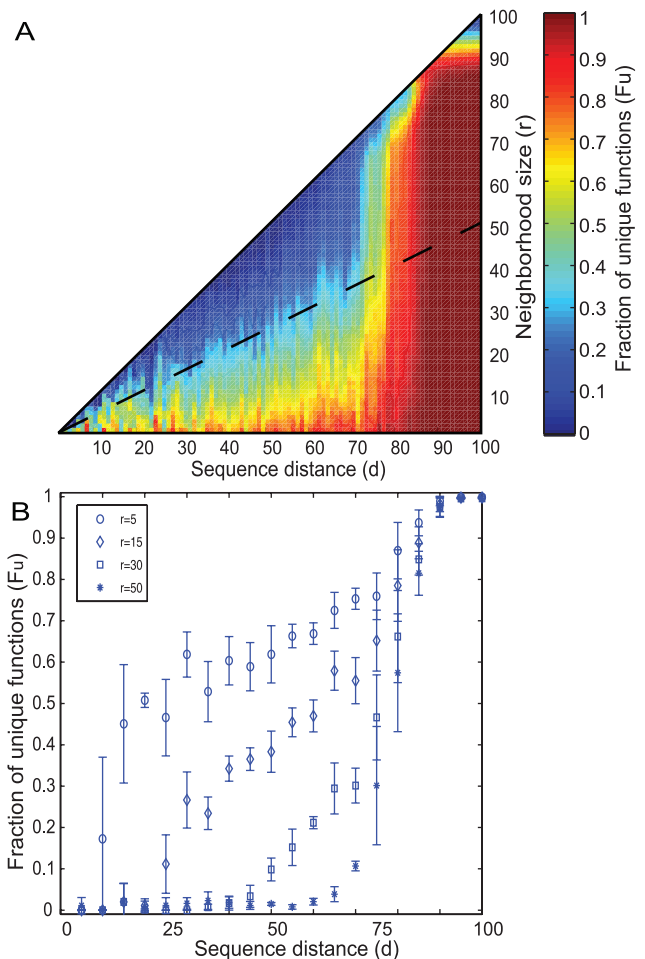 A
100
90
80
70
60
50
40
30
20
10
Neighborhood size (r)
10 20 30 40 50 60 70 80 90 100
Sequence distance (d)
1
0.9
0.8
0.7
0.6
0.5
0.4
0.3
0.2
0.1
0
Fraction of unique functions (Fu)
B
r=5
r=15
r=30
r=50
1
0.9
0.8
0.7
0.6
0.5
0.4
0.3
0.2
0.1
0
Fraction of unique functions (Fu)
0 25 50 75 100
Sequence distance (d)